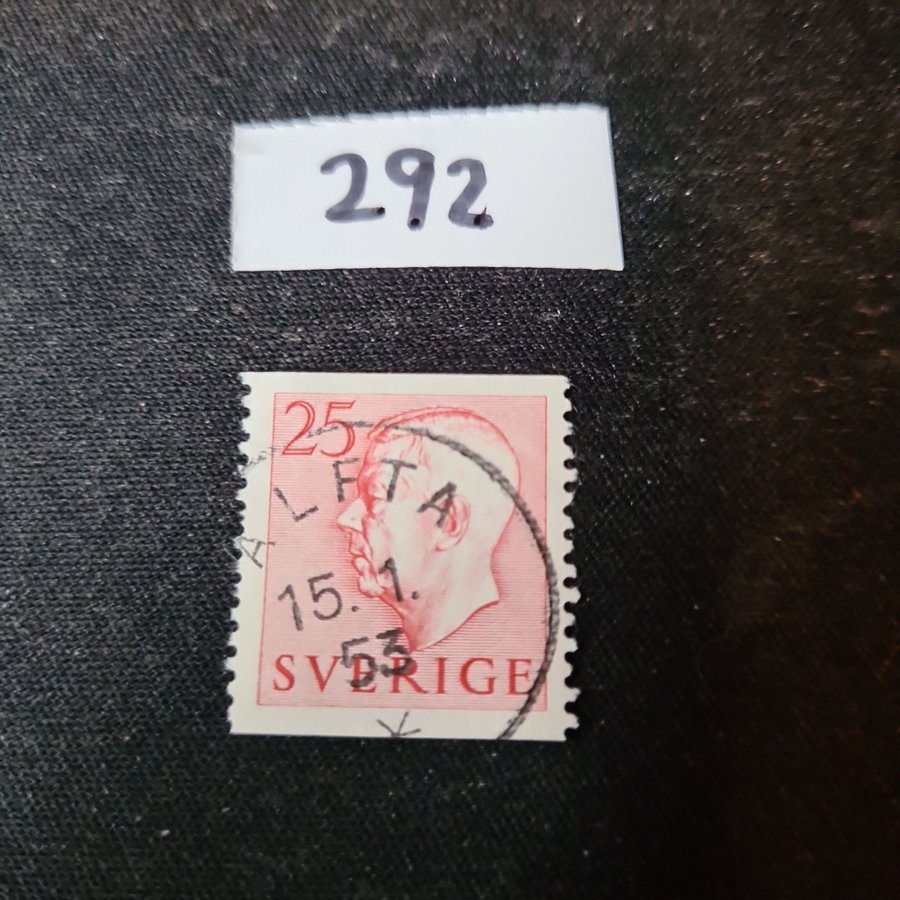 292
25
ALFTA
15. 1.
53
SVERIGE